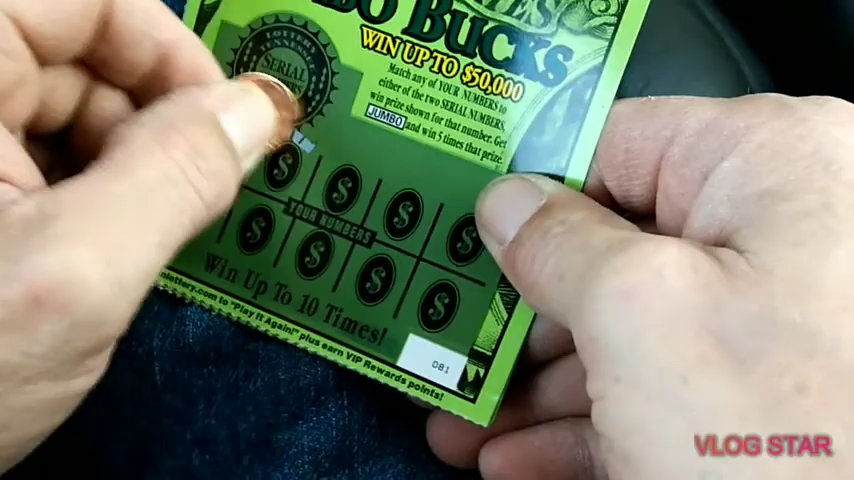 BUCKS
WIN UP TO $50,000
SERIAL
Match any of YOUR NUMBERS to
either of the two SERIAL NUMBERS,
win prize shown for that number. Get
JUMBO
and win 5 times that prize!
YOUR NUMBERS
Win Up To 10 Times!
"Play It Again!" plus earn VIP Rewards points!
081
VLOG STAR